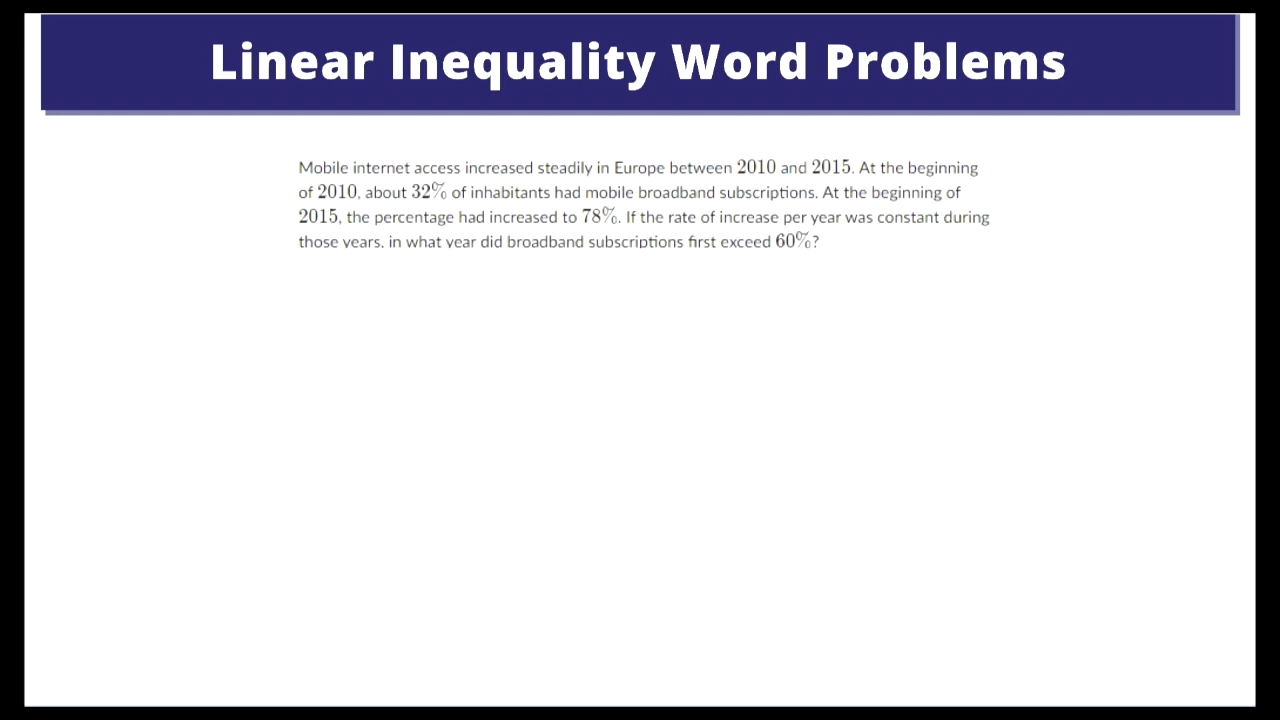 Linear Inequality Word Problems
Mobile internet access increased steadily in Europe between 2010 and 2015. At the beginning
of 2010, about 32% of inhabitants had mobile broadband subscriptions. At the beginning of
2015, the percentage had increased to 78%. If the rate of increase per year was constant during
those years, in what year did broadband subscriptions first exceed 60%?